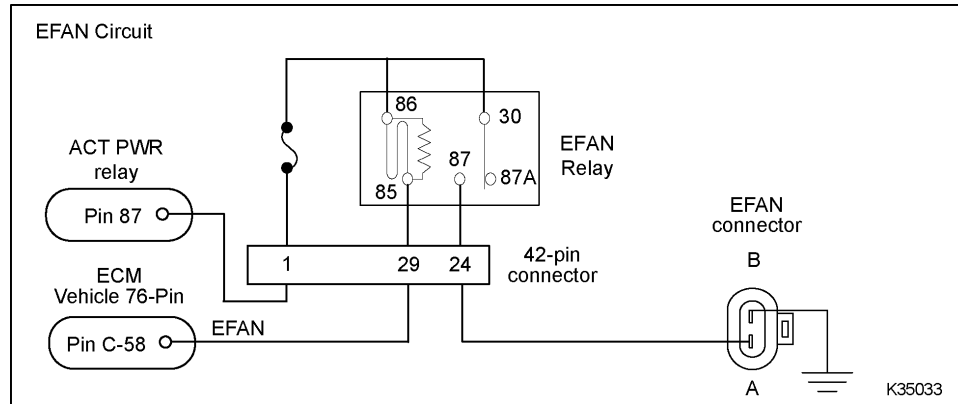 EFAN Circuit
86
30
EFAN
Relay
87
87A
85
ACT PWR
relay
Pin 87
1
29
24
42-pin
connector
ECM
Vehicle 76-Pin
Pin C-58
EFAN
EFAN
connector
B
A
K35033